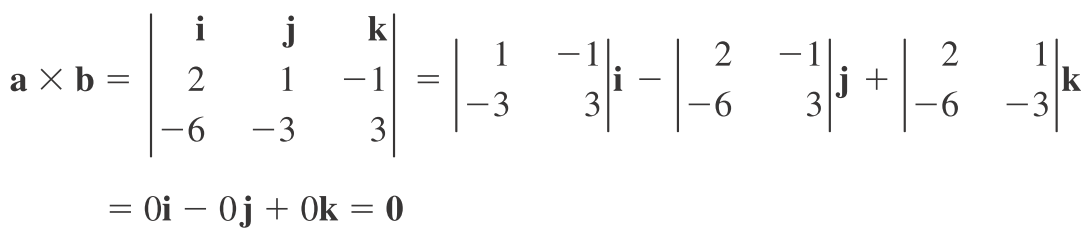 a × b = | i j k ; 2 1 −1 ; −6 −3 3 | = | 1 −1 ; −3 3 | i − | 2 −1 ; −6 3 | j + | 2 1 ; −6 −3 | k
= 0i − 0j + 0k = 0